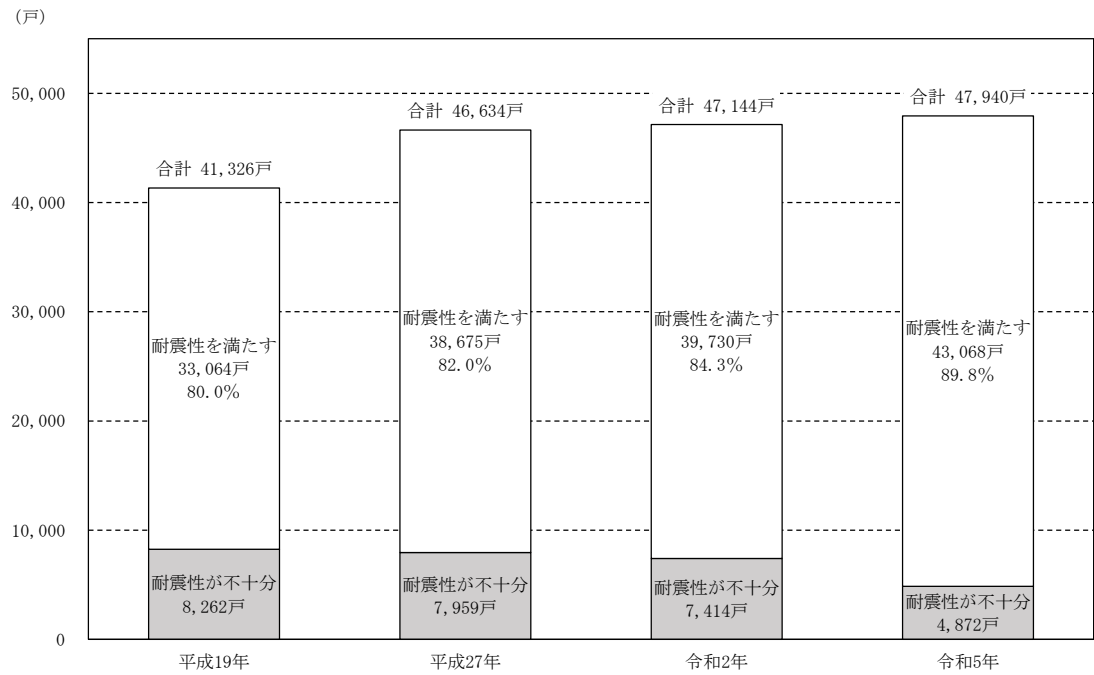 (戸)
50,000
40,000
30,000
20,000
10,000
0
合計 41,326戸
耐震性を満たす
33,064戸
80.0%
耐震性が不十分
8,262戸
平成19年
合計 46,634戸
耐震性を満たす
38,675戸
82.0%
耐震性が不十分
7,959戸
平成27年
合計 47,144戸
耐震性を満たす
39,730戸
84.3%
耐震性が不十分
7,414戸
令和2年
合計 47,940戸
耐震性を満たす
43,068戸
89.8%
耐震性が不十分
4,872戸
令和5年